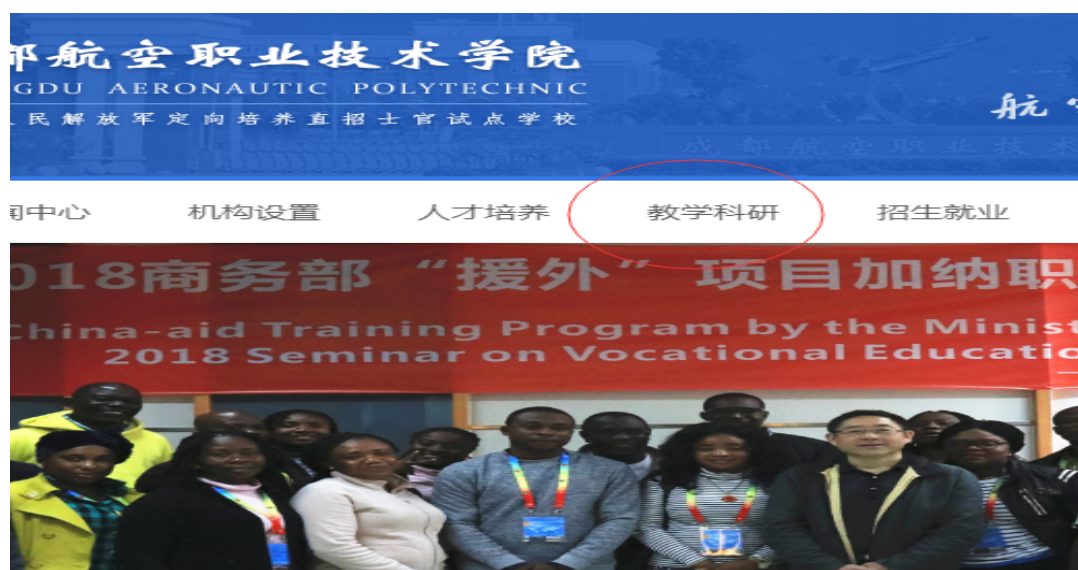 都航空职业技术学院
GDU AERONAUTIC POLYTECHNIC
人民解放军定向培养直招士官试点学校
航空
成都航空职业技术
闻中心 机构设置 人才培养 教学科研 招生就业
2018商务部“援外”项目加纳职
China-aid Training Program by the Minist
2018 Seminar on Vocational Educatio